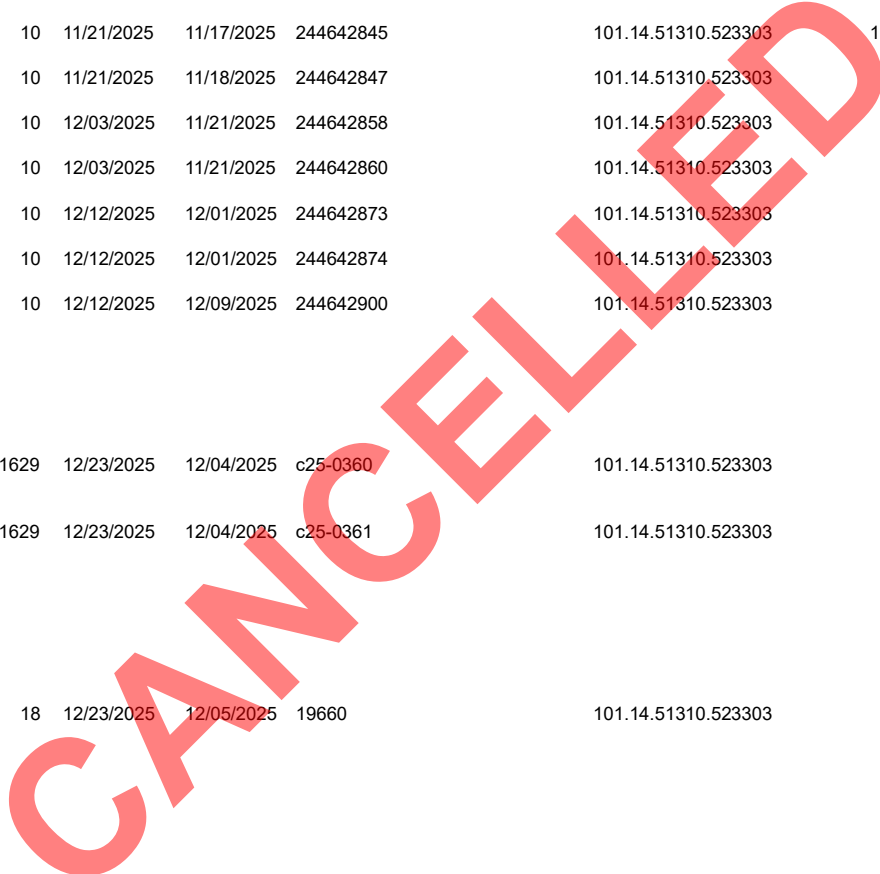 10 11/21/2025 11/17/2025 244642845 101.14.51310.523303 1
10 11/21/2025 11/18/2025 244642847 101.14.51310.523303
10 12/03/2025 11/21/2025 244642858 101.14.51310.523303
10 12/03/2025 11/21/2025 244642860 101.14.51310.523303
10 12/12/2025 12/01/2025 244642873 101.14.51310.523303
10 12/12/2025 12/01/2025 244642874 101.14.51310.523303
10 12/12/2025 12/09/2025 244642900 101.14.51310.523303
1629 12/23/2025 12/04/2025 c25-0360 101.14.51310.523303
1629 12/23/2025 12/04/2025 c25-0361 101.14.51310.523303
18 12/23/2025 12/05/2025 19660 101.14.51310.523303
CANCELLED